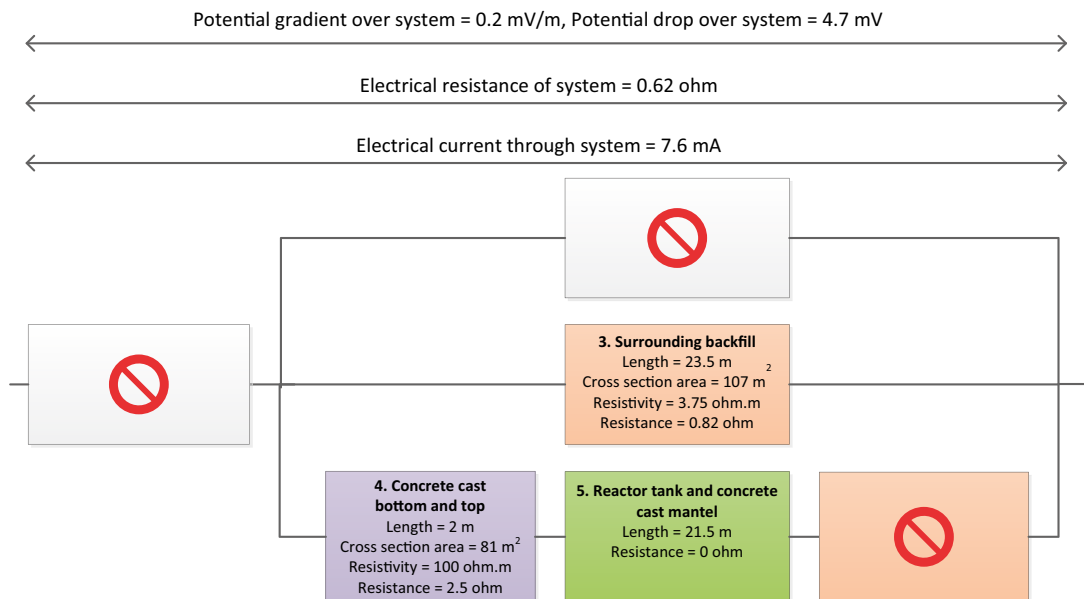 Potential gradient over system = 0.2 mV/m, Potential drop over system = 4.7 mV
Electrical resistance of system = 0.62 ohm
Electrical current through system = 7.6 mA
3. Surrounding backfill
Length = 23.5 m
Cross section area = 107 m²
Resistivity = 3.75 ohm.m
Resistance = 0.82 ohm
4. Concrete cast
bottom and top
Length = 2 m
Cross section area = 81 m²
Resistivity = 100 ohm.m
Resistance = 2.5 ohm
5. Reactor tank and concrete
cast mantel
Length = 21.5 m
Resistance = 0 ohm